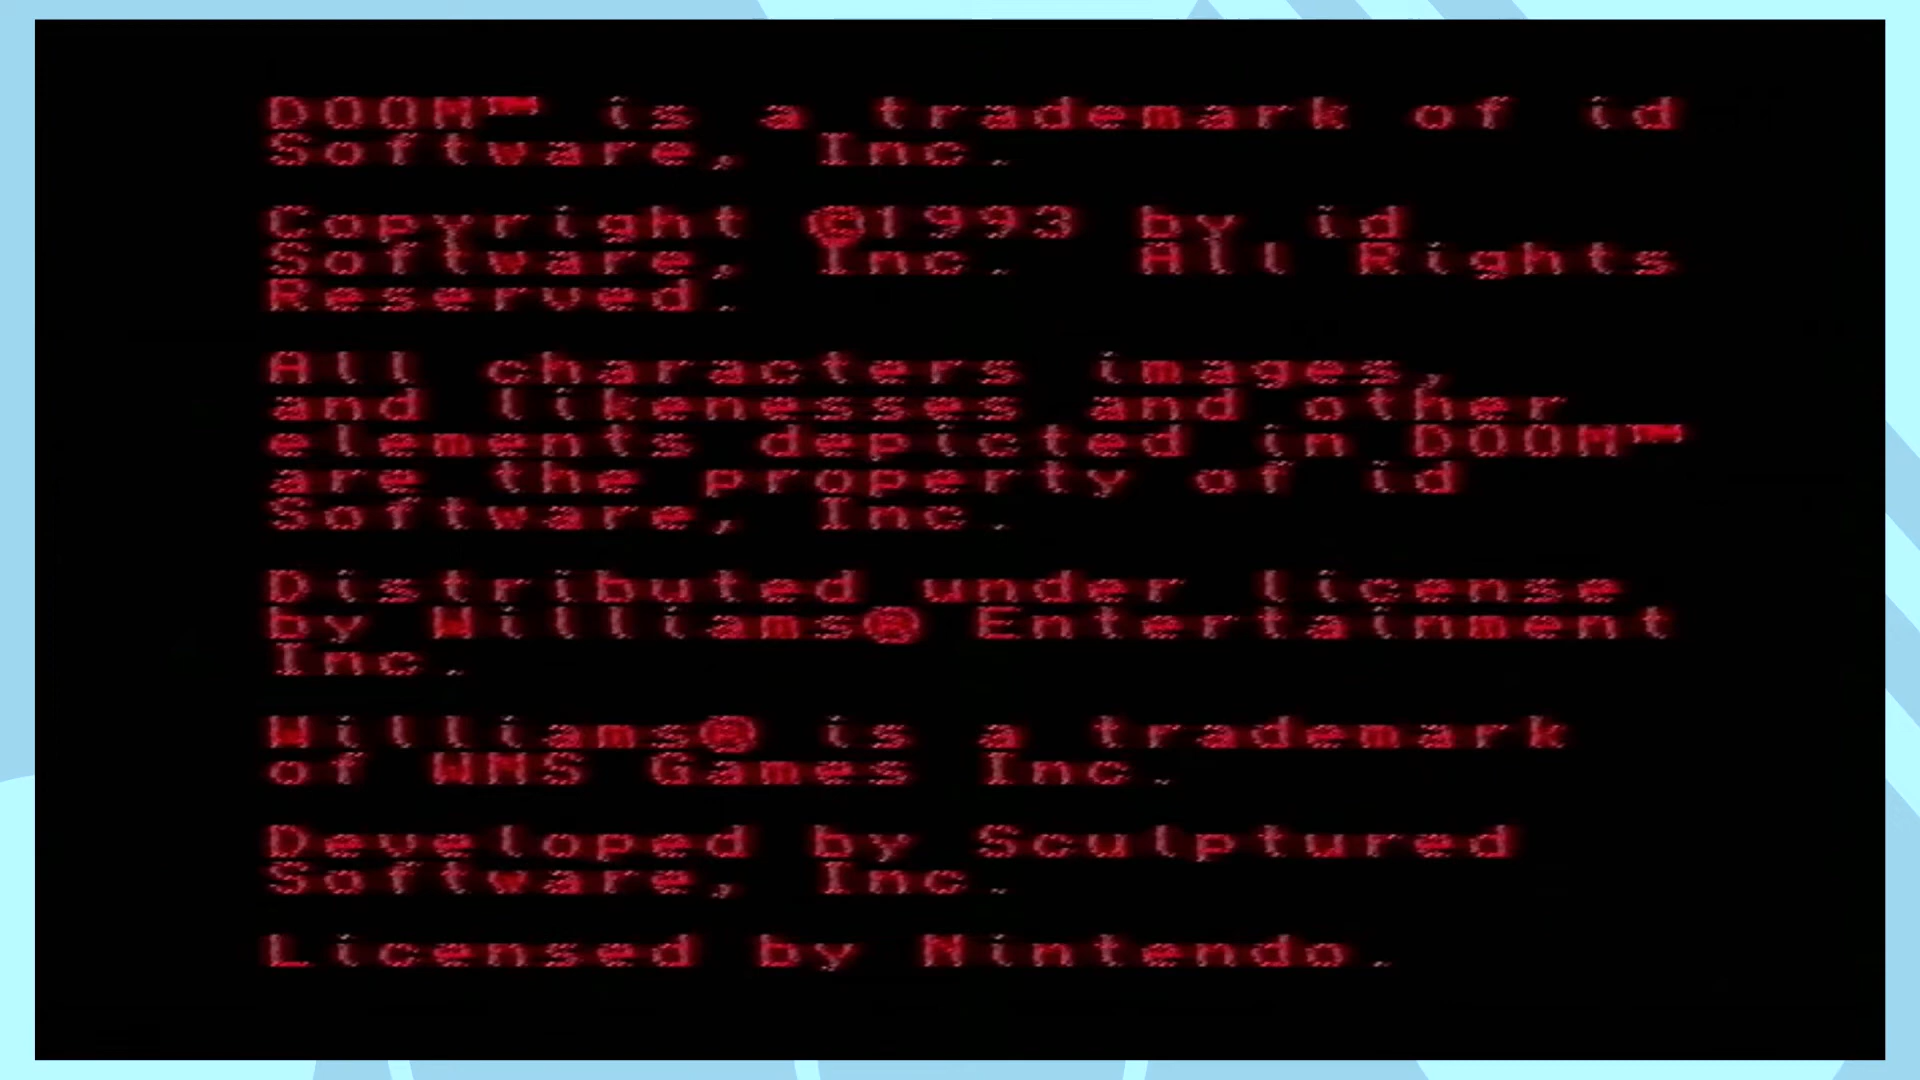 DOOM™ is a trademark of id
Software, Inc.
Copyright ©1993 by id
Software, Inc. All Rights
Reserved.
All characters images,
and likenesses and other
elements depicted in DOOM™
are the property of id
Software, Inc.
Distributed under license
by Williams® Entertainment
Inc.
Williams® is a trademark
of WMS Games Inc.
Developed by Sculptured
Software, Inc.
Licensed by Nintendo.